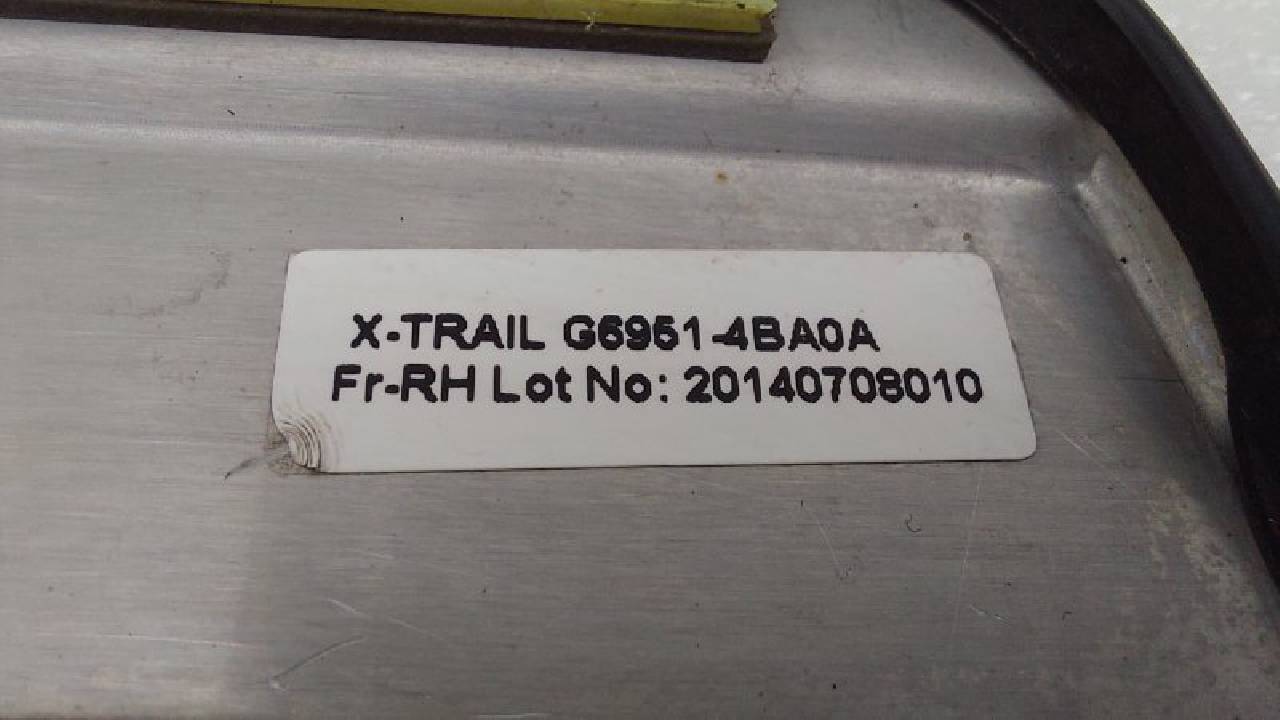 X-TRAIL G6951-4BA0A
Fr-RH Lot No: 20140708010